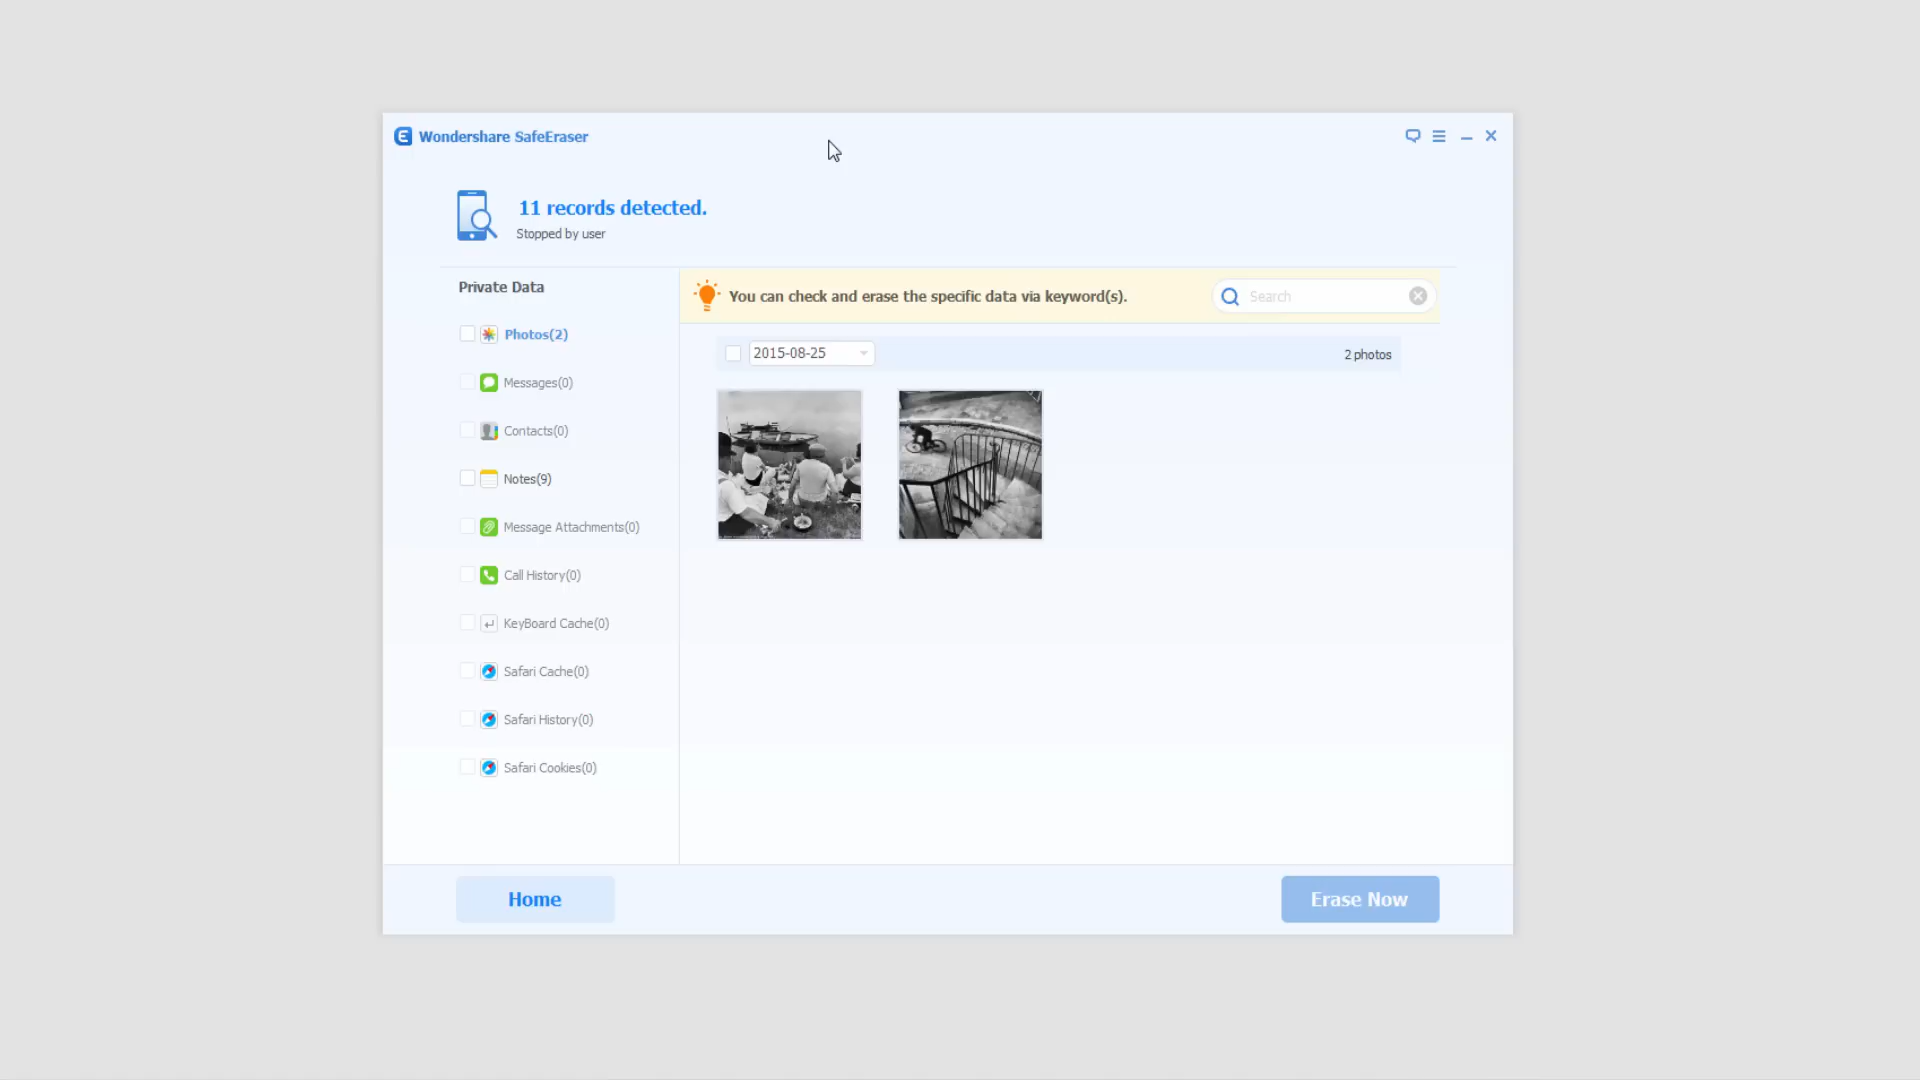 Wondershare SafeEraser
11 records detected.
Stopped by user
Private Data
Photos(2)
Messages(0)
Contacts(0)
Notes(9)
Message Attachments(0)
Call History(0)
KeyBoard Cache(0)
Safari Cache(0)
Safari History(0)
Safari Cookies(0)
You can check and erase the specific data via keyword(s).
Search
2015-08-25
2 photos
Home
Erase Now